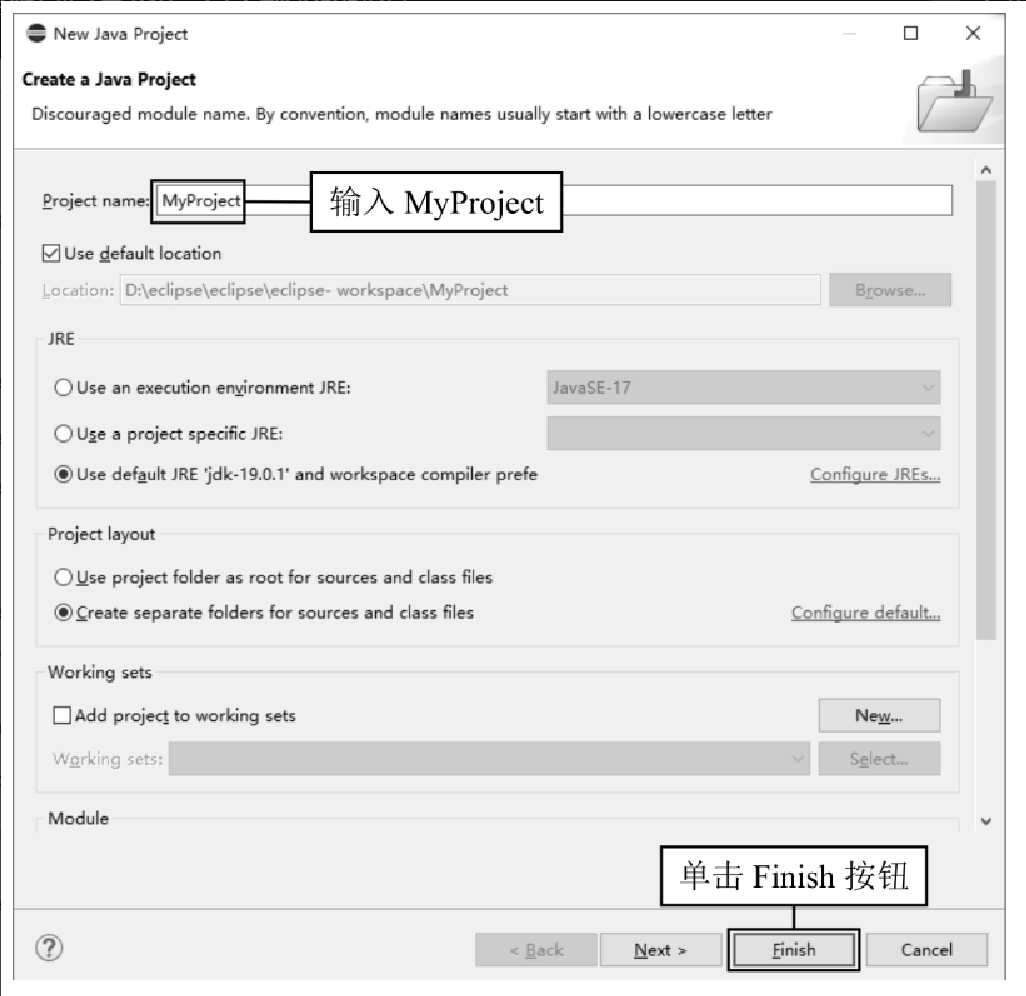 New Java Project
Create a Java Project
Discouraged module name. By convention, module names usually start with a lowercase letter
Project name: MyProject 输入 MyProject
Use default location
Location: D:\eclipse\eclipse\eclipse- workspace\MyProject Browse...
JRE
Use an execution environment JRE: JavaSE-17
Use a project specific JRE:
Use default JRE 'jdk-19.0.1' and workspace compiler prefe Configure JREs...
Project layout
Use project folder as root for sources and class files
Create separate folders for sources and class files Configure default...
Working sets
Add project to working sets New...
Working sets: Select...
Module
单击 Finish 按钮
? < Back Next > Finish Cancel